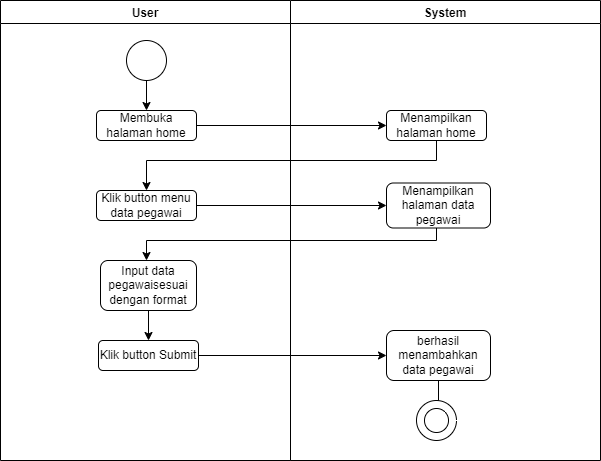 User
System
Membuka
halaman home
Menampilkan
halaman home
Klik button menu
data pegawai
Menampilkan
halaman data
pegawai
Input data
pegawaisesuai
dengan format
Klik button Submit
berhasil
menambahkan
data pegawai